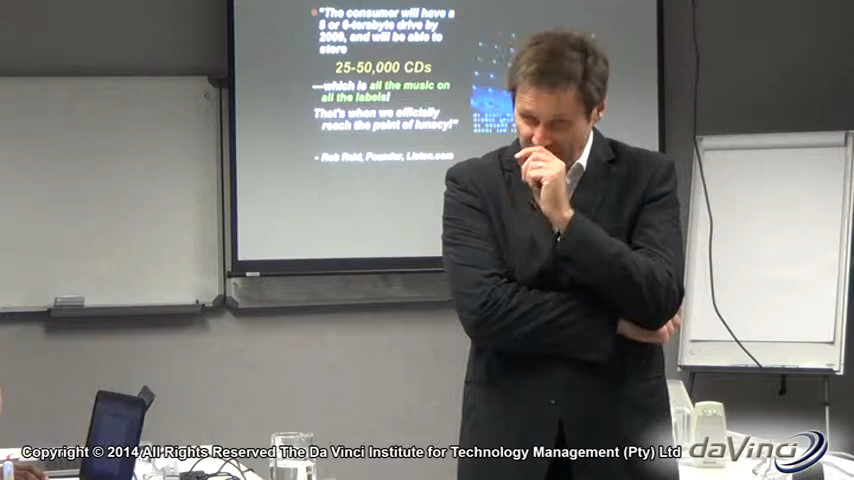 "The consumer will have a
5 or 6-terabyte drive by
2009, and will be able to
store
25-50,000 CDs
—which is all the music on
all the labels!
That's when we officially
reach the point of lunacy!"
- Rob Reid, Founder, Listen.com
Copyright © 2014 All Rights Reserved The Da Vinci Institute for Technology Management (Pty) Ltd
daVinci